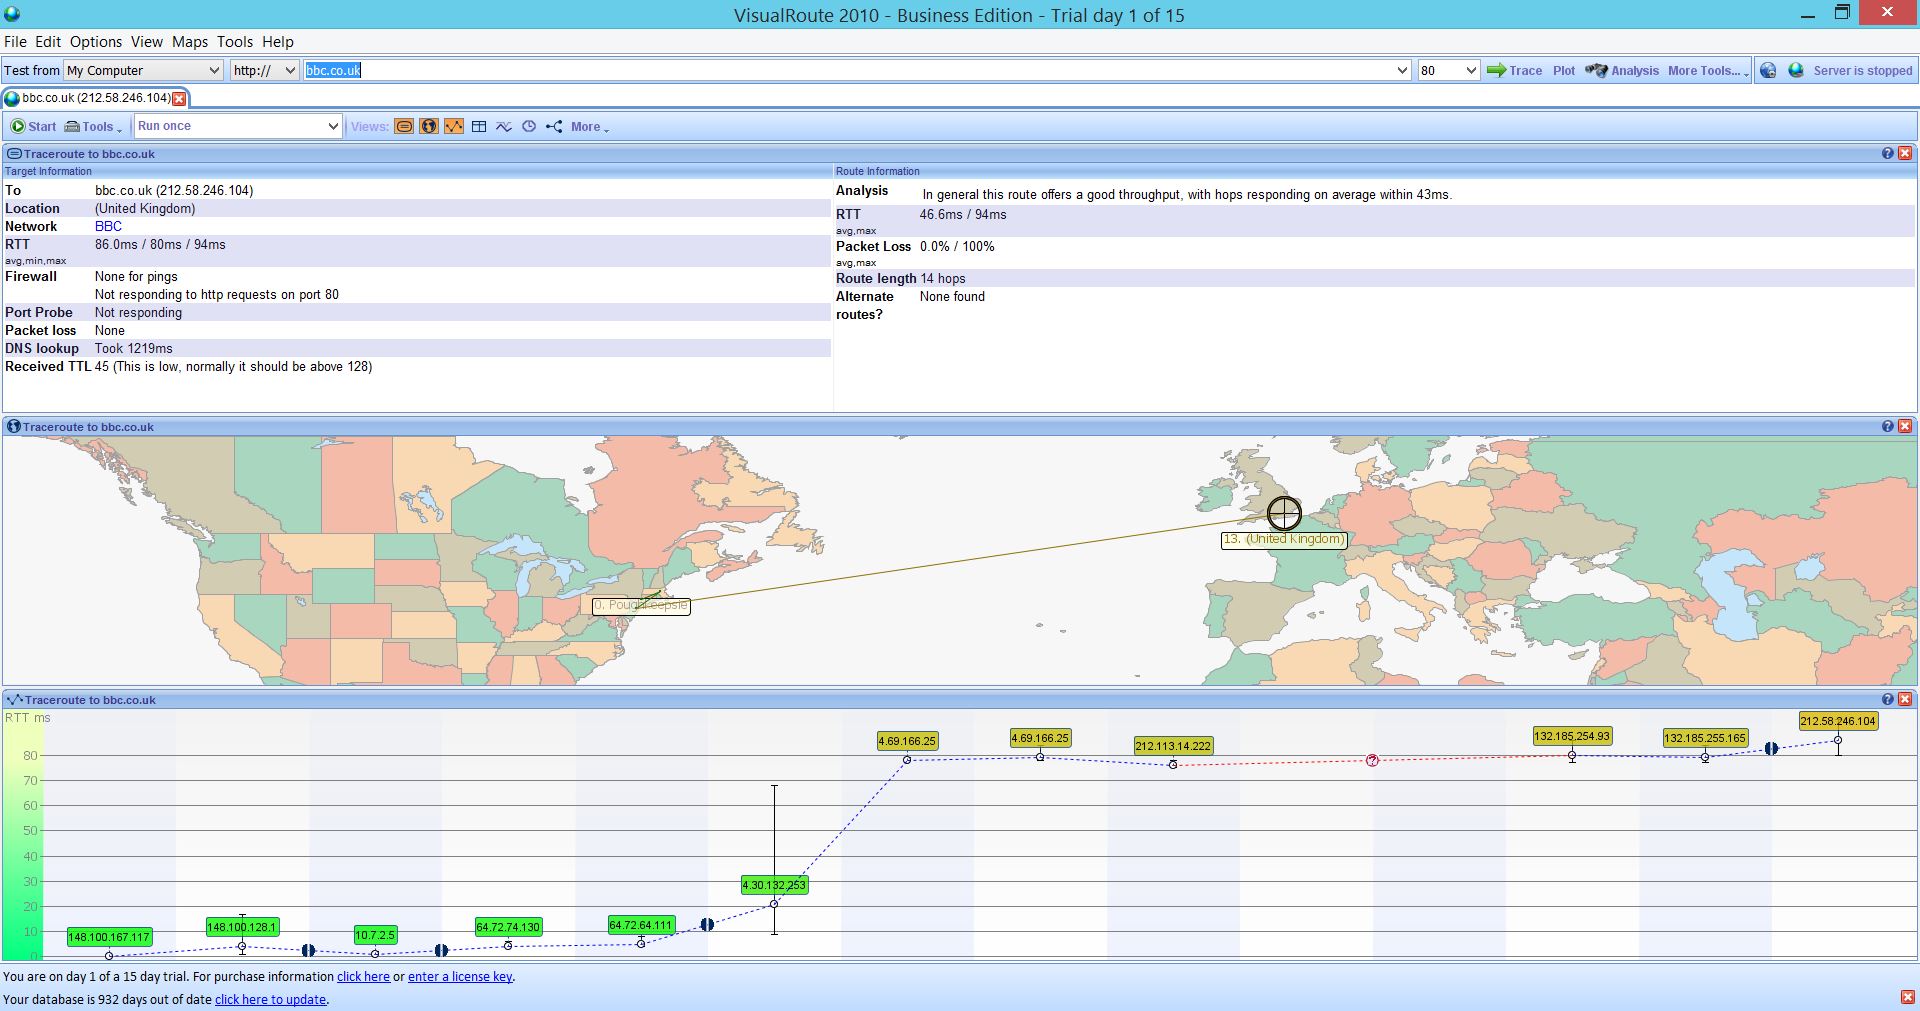 VisualRoute 2010 - Business Edition - Trial day 1 of 15
File Edit Options View Maps Tools Help
Test from My Computer http:// bbc.co.uk 80 Trace Plot Analysis More Tools... Server is stopped
bbc.co.uk (212.58.246.104)
Start Tools Run once Views: More
Traceroute to bbc.co.uk
Target Information
To bbc.co.uk (212.58.246.104)
Location (United Kingdom)
Network BBC
RTT 86.0ms / 80ms / 94ms
avg,min,max
Firewall None for pings
Not responding to http requests on port 80
Port Probe Not responding
Packet loss None
DNS lookup Took 1219ms
Received TTL 45 (This is low, normally it should be above 128)
Route Information
Analysis In general this route offers a good throughput, with hops responding on average within 43ms.
RTT 46.6ms / 94ms
avg,max
Packet Loss 0.0% / 100%
avg,max
Route length 14 hops
Alternate None found
routes?
Traceroute to bbc.co.uk
13. (United Kingdom)
0. Poughkeepsie
Traceroute to bbc.co.uk
RTT ms
80
70
60
50
40
30
20
10
0
148.100.167.117
148.100.128.1
10.7.2.5
64.72.74.130
64.72.64.111
4.30.132.253
4.69.166.25
4.69.166.25
212.113.14.222
?
132.185.254.93
132.185.255.165
212.58.246.104
You are on day 1 of a 15 day trial. For purchase information click here or enter a license key.
Your database is 932 days out of date click here to update.